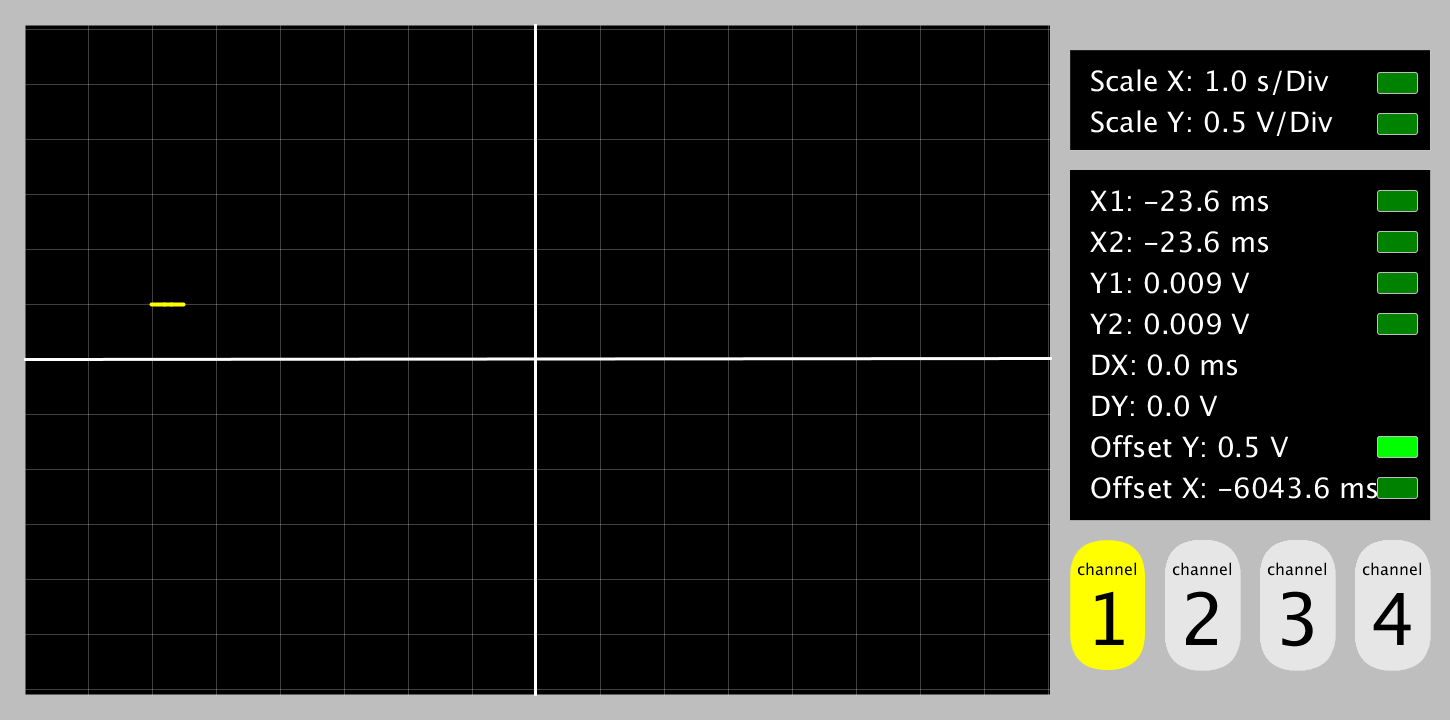 Scale X: 1.0 s/Div
Scale Y: 0.5 V/Div
X1: -23.6 ms
X2: -23.6 ms
Y1: 0.009 V
Y2: 0.009 V
DX: 0.0 ms
DY: 0.0 V
Offset Y: 0.5 V
Offset X: -6043.6 ms
channel channel channel channel
1 2 3 4